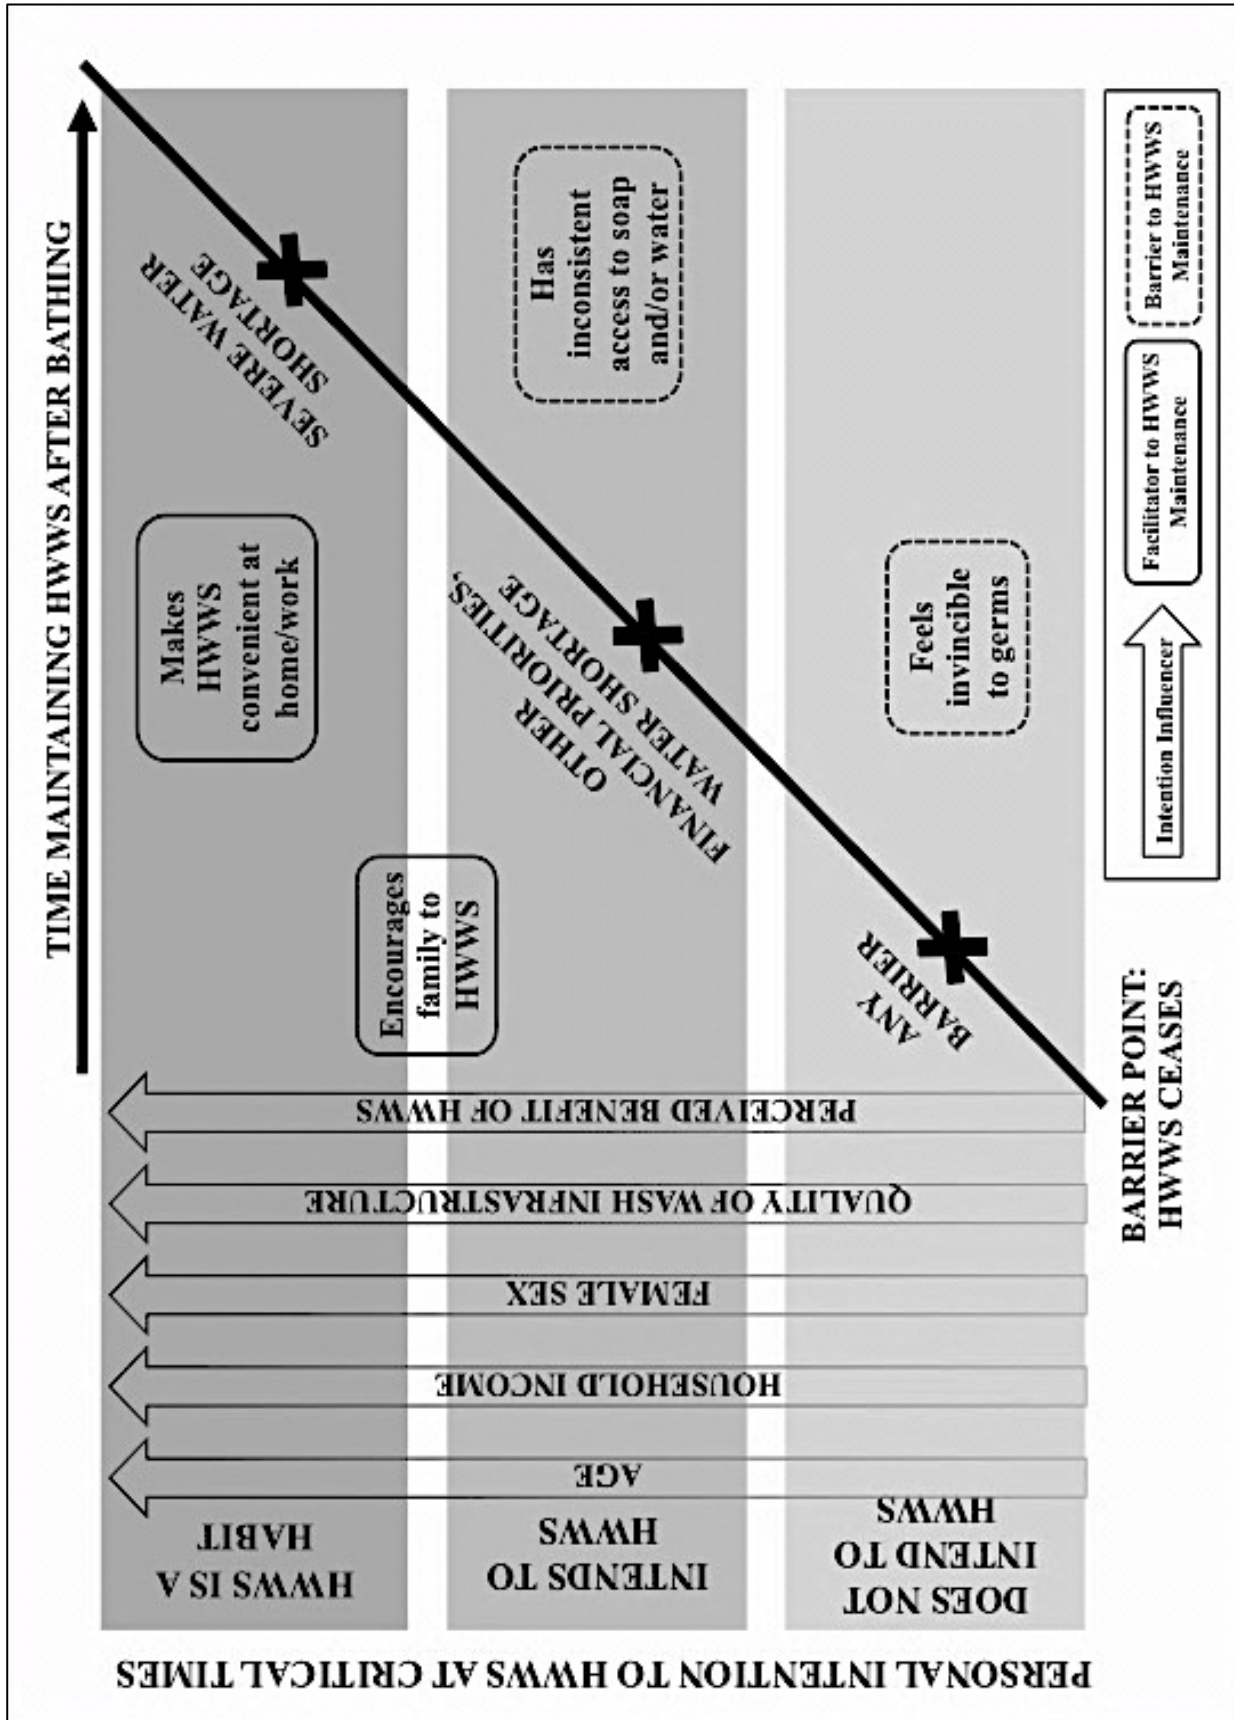 TIME MAINTAINING HWWS AFTER BATHING
PERSONAL INTENTION TO HWWS AT CRITICAL TIMES
HWWS IS A
HABIT
INTENDS TO
HWWS
DOES NOT
INTEND TO
HWWS
AGE
HOUSEHOLD INCOME
FEMALE SEX
QUALITY OF WASH INFRASTRUCTURE
PERCEIVED BENEFIT OF HWWS
Encourages
family to
HWWS
Makes
HWWS
convenient at
home/work
SEVERE WATER
SHORTAGE
OTHER
FINANCIAL PRIORITIES,
WATER SHORTAGE
Has
inconsistent
access to soap
and/or water
ANY
BARRIER
Feels
invincible
to germs
BARRIER POINT:
HWWS CEASES
Intention Influencer
Facilitator to HWWS
Maintenance
Barrier to HWWS
Maintenance